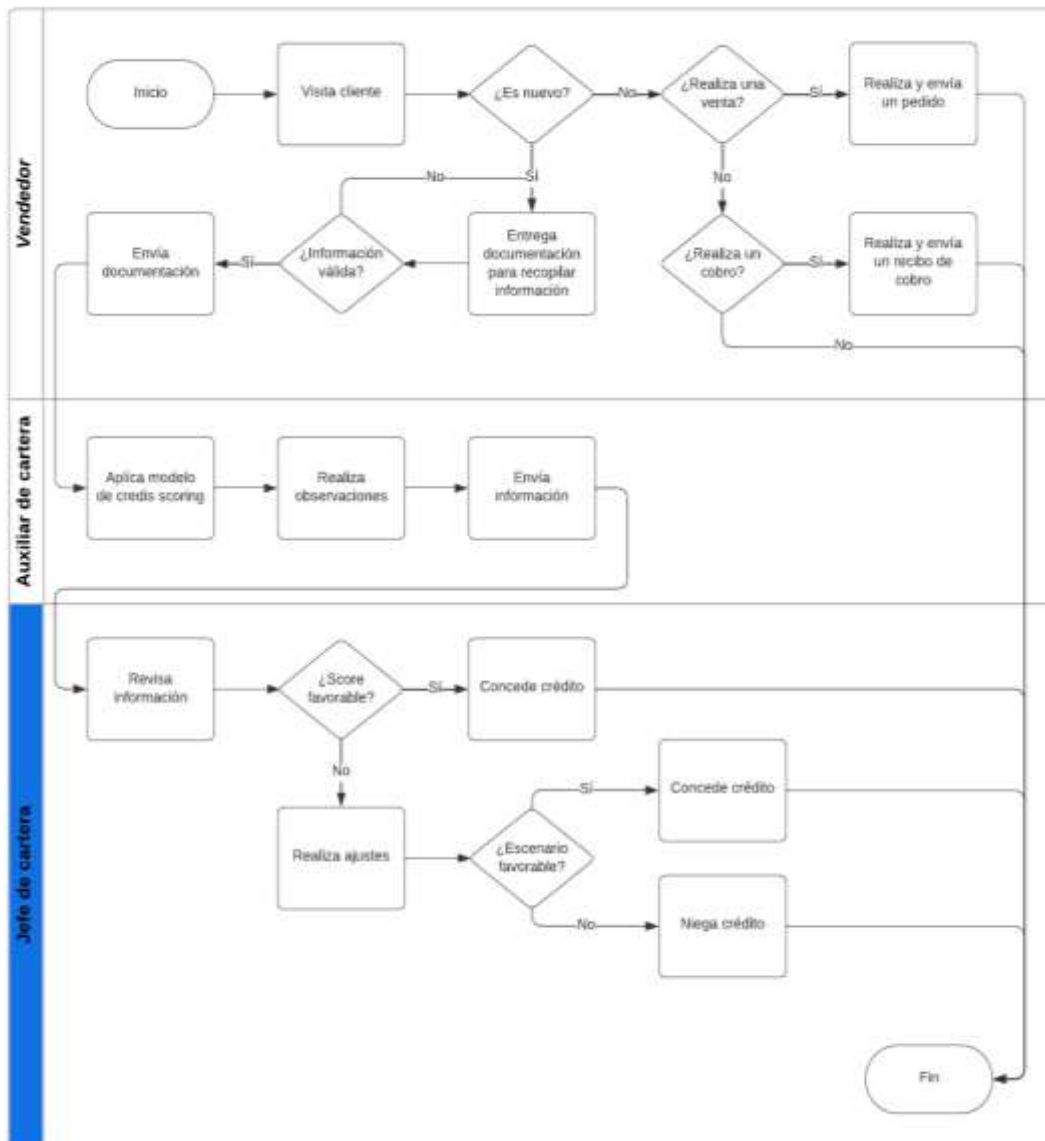 Vendedor
Inicio
Visita cliente
¿Es nuevo?
No
¿Realiza una
venta?
Sí
Realiza y envía
un pedido
No
Sí
No
Envía
documentación
Sí
¿Información
válida?
Entrega
documentación
para recopilar
información
¿Realiza un
cobro?
Sí
Realiza y envía
un recibo de
cobro
No
Auxiliar de cartera
Aplica modelo
de credis scoring
Realiza
observaciones
Envía
información
Jefe de cartera
Revisa
información
¿Score
favorable?
Sí
Concede crédito
No
Realiza ajustes
¿Escenario
favorable?
Sí
Concede crédito
No
Niega crédito
Fin